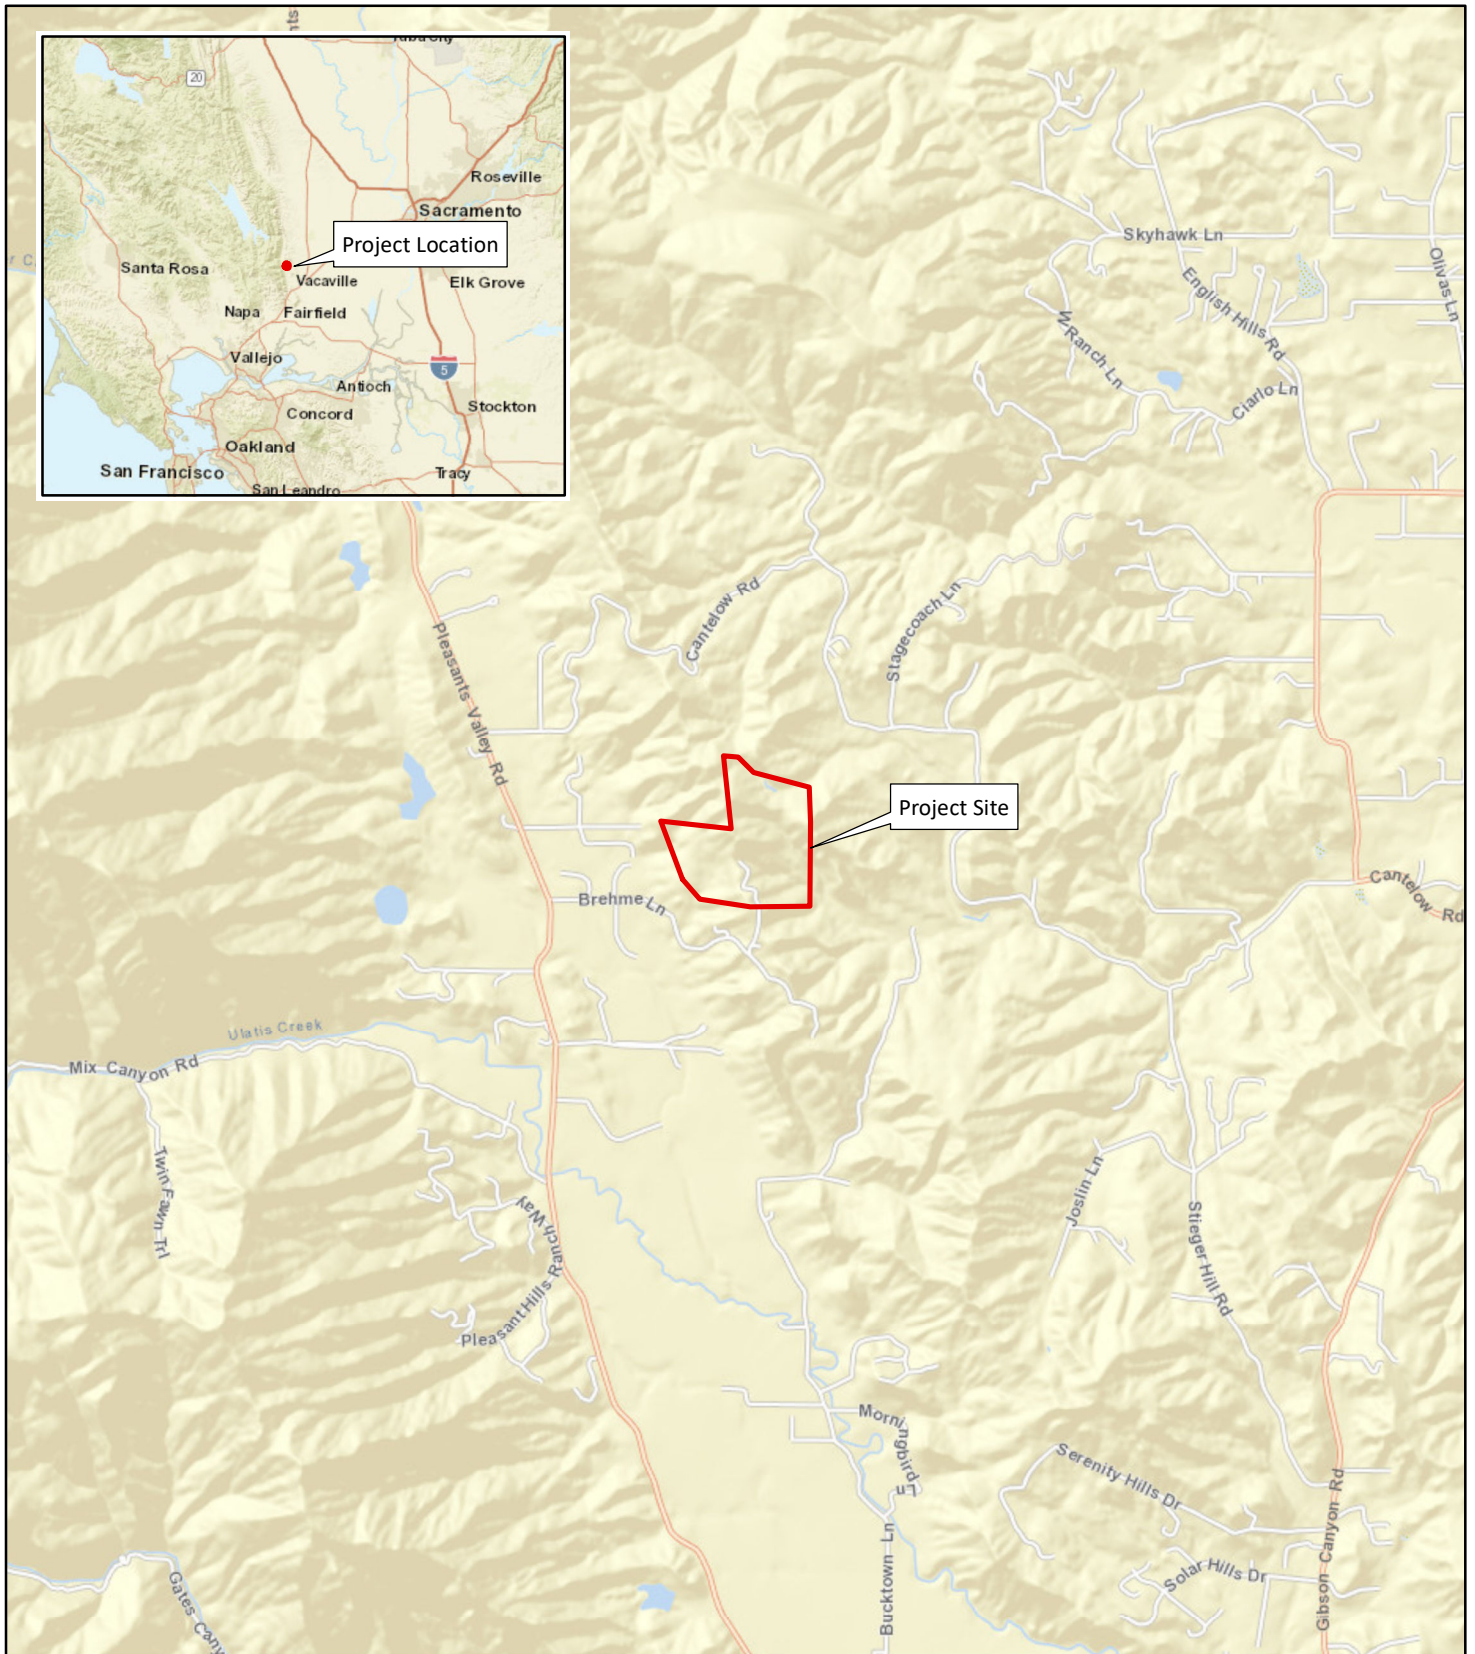 20
Roseville
Sacramento
Project Location
Santa Rosa
Vacaville
Elk Grove
Napa
Fairfield
Vallejo
5
Antioch
Concord
Stockton
Oakland
San Francisco
Tracy
San Leandro
Skyhawk Ln
Olivas Ln
English Hills Rd
W Ranch Ln
Ciarlo Ln
Cantelow Rd
Stagecoach Ln
Pleasants Valley Rd
Project Site
Brehme Ln
Cantelow Rd
Ulatis Creek
Mix Canyon Rd
Twin Fawn Trl
Joslin Ln
Stieger Hill Rd
Pleasant Hills Ranch Way
Morningbird Ln
Serenity Hills Dr
Solar Hills Dr
Gibson Canyon Rd
Bucktown Ln
Gates Cany